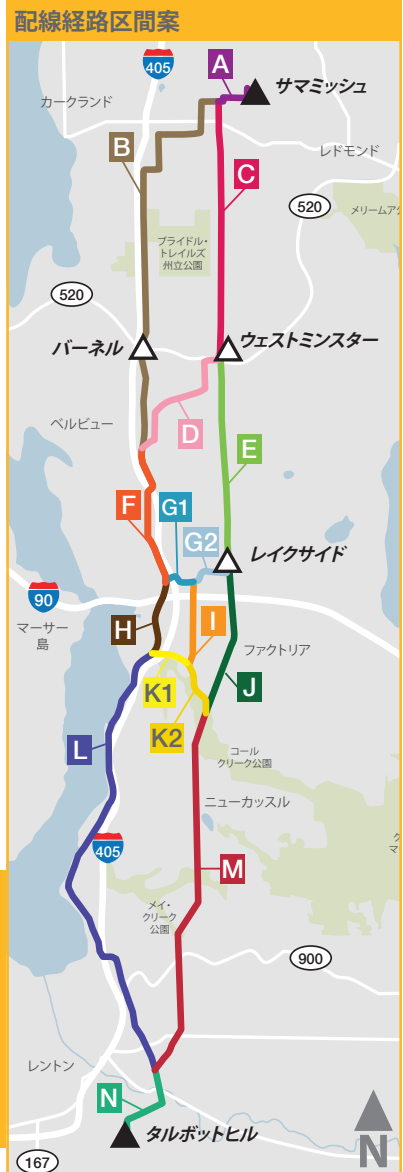 配線経路区間案
405
A
サマミッシュ
カークランド
B
レドモンド
C
520
メリームア
ブライドル・
トレイルズ
州立公園
520
バーネル
ウェストミンスター
ベルビュー
D
E
F
G1
G2
レイクサイド
90
マーサー
島
H
I
ファクトリア
K1
J
K2
L
コール
クリーク公園
ニューカッスル
405
M
メイ・
クリーク
公園
900
レントン
N
タルボットヒル
167
N